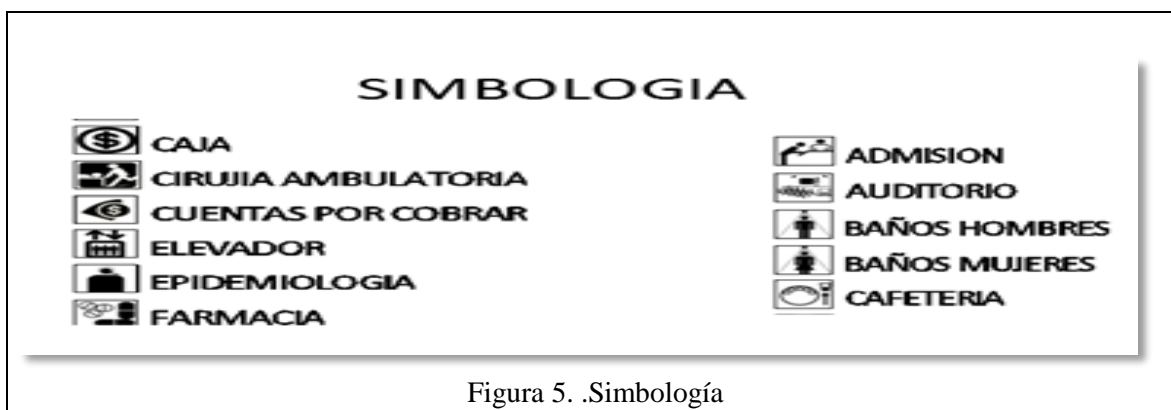 SIMBOLOGIA
CAJA
CIRUJIA AMBULATORIA
CUENTAS POR COBRAR
ELEVADOR
EPIDEMIOLOGIA
FARMACIA
ADMISION
AUDITORIO
BAÑOS HOMBRES
BAÑOS MUJERES
CAFETERIA
Figura 5. .Simbología